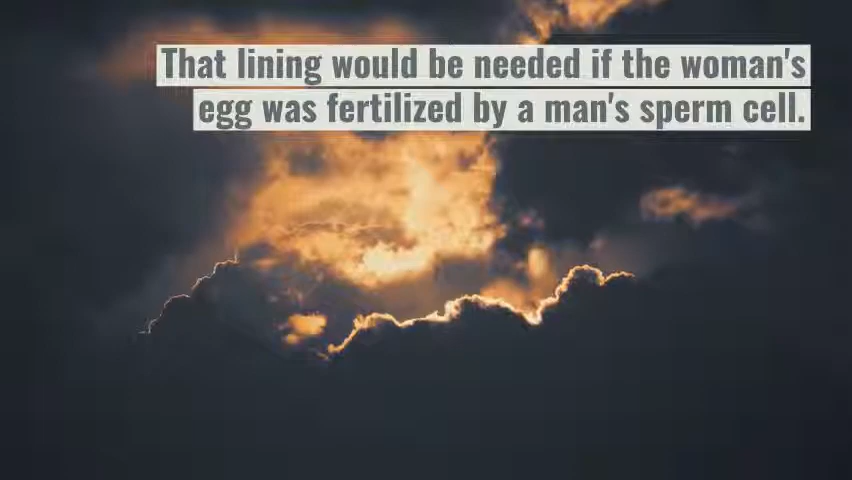 That lining would be needed if the woman's
egg was fertilized by a man's sperm cell.